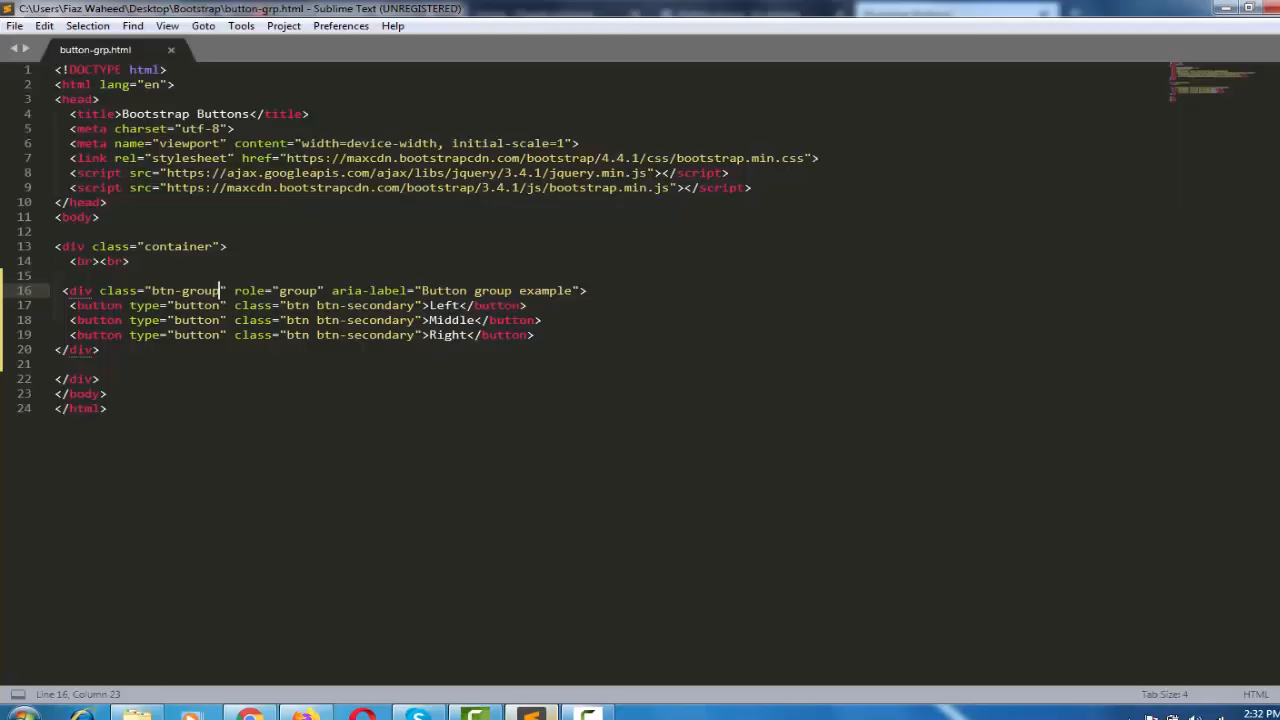 C:\Users\Fiaz Waheed\Desktop\Bootstrap\button-grp.html - Sublime Text (UNREGISTERED)
File Edit Selection Find View Goto Tools Project Preferences Help
button-grp.html ×
1 <!DOCTYPE html>
2 <html lang="en">
3 <head>
4 <title>Bootstrap Buttons</title>
5 <meta charset="utf-8">
6 <meta name="viewport" content="width=device-width, initial-scale=1">
7 <link rel="stylesheet" href="https://maxcdn.bootstrapcdn.com/bootstrap/4.4.1/css/bootstrap.min.css">
8 <script src="https://ajax.googleapis.com/ajax/libs/jquery/3.4.1/jquery.min.js"></script>
9 <script src="https://maxcdn.bootstrapcdn.com/bootstrap/3.4.1/js/bootstrap.min.js"></script>
10 </head>
11 <body>
12
13 <div class="container">
14 <br><br>
15
16 <div class="btn-group" role="group" aria-label="Button group example">
17 <button type="button" class="btn btn-secondary">Left</button>
18 <button type="button" class="btn btn-secondary">Middle</button>
19 <button type="button" class="btn btn-secondary">Right</button>
20 </div>
21
22 </div>
23 </body>
24 </html>
Line 16, Column 23 Tab Size: 4 HTML
2:32 PM